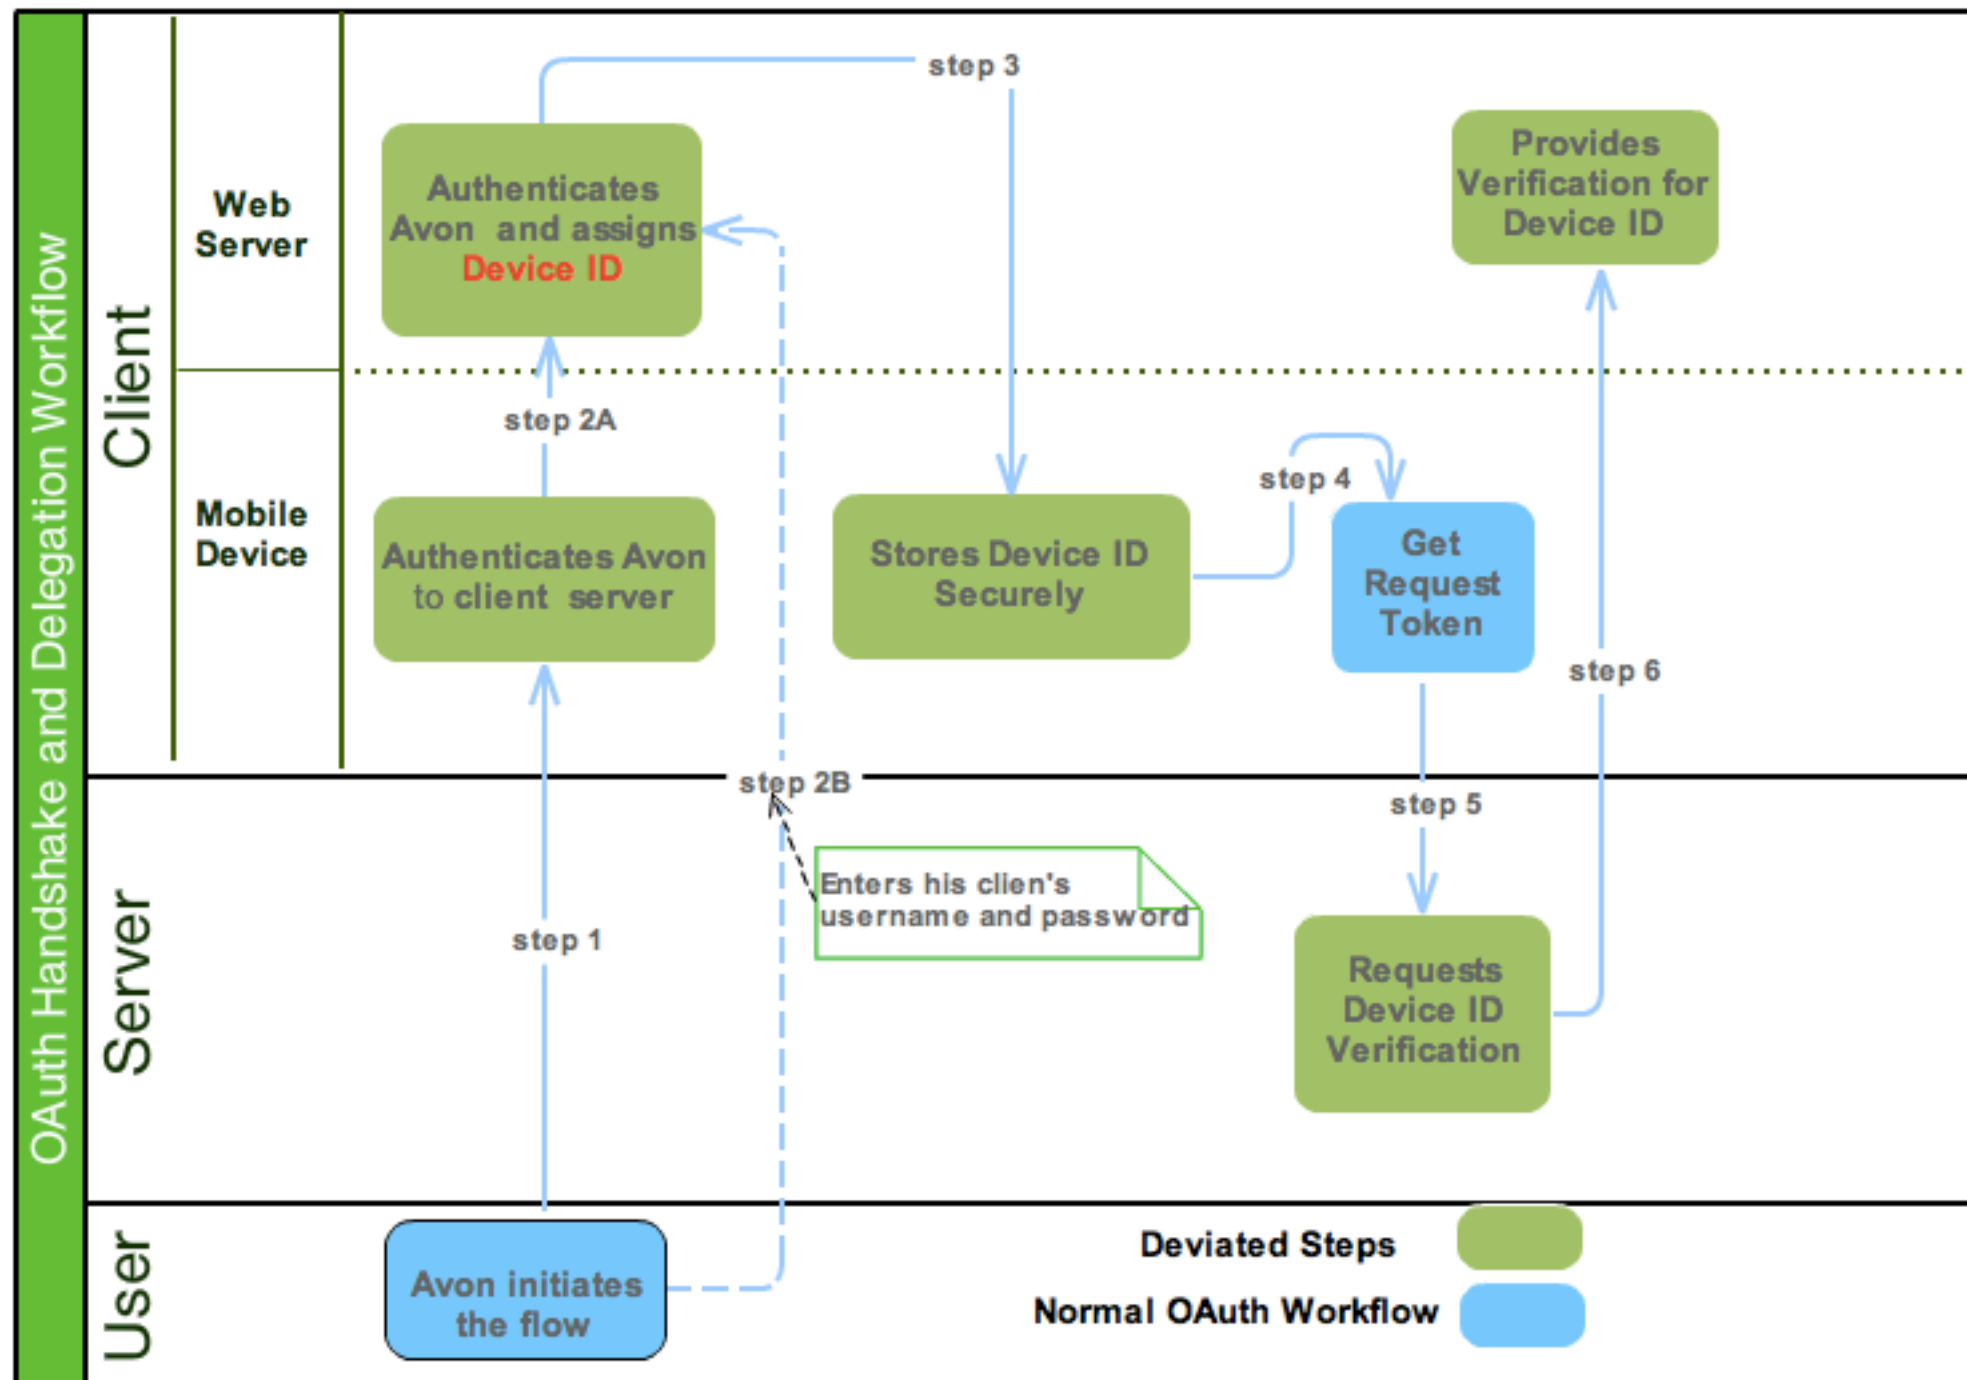 OAuth Handshake and Delegation Workflow
Client
Web
Server
Mobile
Device
Server
User
step 3
Authenticates
Avon and assigns
Device ID
Provides
Verification for
Device ID
step 2A
Authenticates Avon
to client server
Stores Device ID
Securely
step 4
Get
Request
Token
step 6
step 2B
step 5
Enters his clien's
username and password
step 1
Requests
Device ID
Verification
Avon initiates
the flow
Deviated Steps
Normal OAuth Workflow